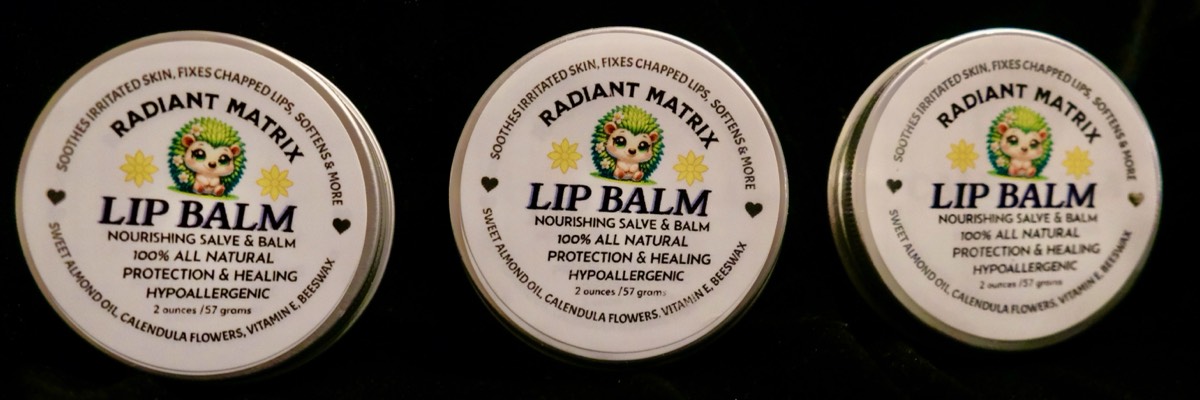 SOOTHES IRRITATED SKIN, FIXES CHAPPED LIPS, SOFTENS & MORE
RADIANT MATRIX
LIP BALM
NOURISHING SALVE & BALM
100% ALL NATURAL
PROTECTION & HEALING
HYPOALLERGENIC
2 ounces /57 grams
SWEET ALMOND OIL, CALENDULA FLOWERS, VITAMIN E, BEESWAX
SOOTHES IRRITATED SKIN, FIXES CHAPPED LIPS, SOFTENS & MORE
RADIANT MATRIX
LIP BALM
NOURISHING SALVE & BALM
100% ALL NATURAL
PROTECTION & HEALING
HYPOALLERGENIC
2 ounces /57 grams
SWEET ALMOND OIL, CALENDULA FLOWERS, VITAMIN E, BEESWAX
SOOTHES IRRITATED SKIN, FIXES CHAPPED LIPS, SOFTENS & MORE
RADIANT MATRIX
LIP BALM
NOURISHING SALVE & BALM
100% ALL NATURAL
PROTECTION & HEALING
HYPOALLERGENIC
2 ounces /57 grams
SWEET ALMOND OIL, CALENDULA FLOWERS, VITAMIN E, BEESWAX